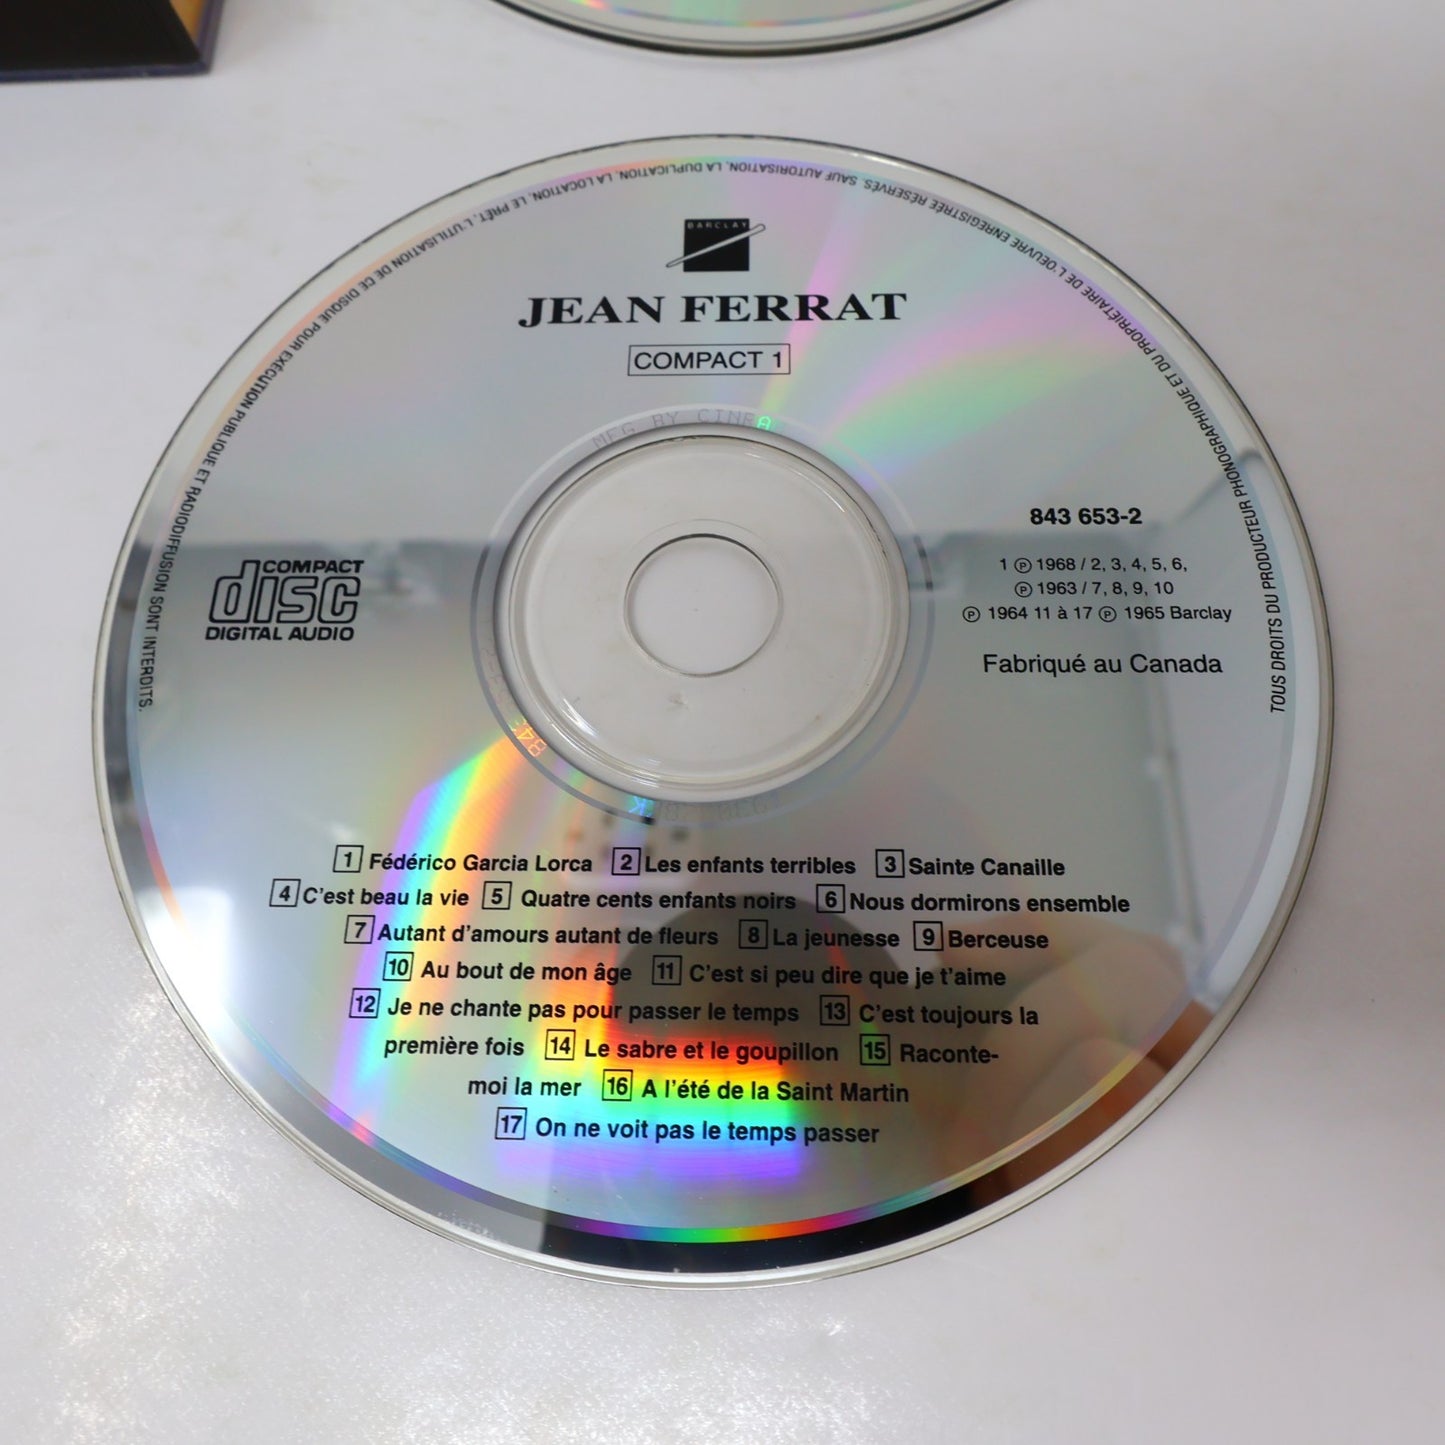 BARCLAY
JEAN FERRAT
COMPACT 1
MFG BY CINRA
843 653-2
1 ℗ 1968 / 2, 3, 4, 5, 6,
℗ 1963 / 7, 8, 9, 10
℗ 1964 11 à 17 ℗ 1965 Barclay
Fabriqué au Canada
COMPACT
disc
DIGITAL AUDIO
1 Fédérico Garcia Lorca 2 Les enfants terribles 3 Sainte Canaille
4 C'est beau la vie 5 Quatre cents enfants noirs 6 Nous dormirons ensemble
7 Autant d'amours autant de fleurs 8 La jeunesse 9 Berceuse
10 Au bout de mon âge 11 C'est si peu dire que je t'aime
12 Je ne chante pas pour passer le temps 13 C'est toujours la
première fois 14 Le sabre et le goupillon 15 Raconte-
moi la mer 16 A l'été de la Saint Martin
17 On ne voit pas le temps passer
TOUS DROITS DU PRODUCTEUR PHONOGRAPHIQUE ET DU PROPRIÉTAIRE DE L'OEUVRE ENREGISTRÉE RÉSERVÉS. SAUF AUTORISATION, LA DUPLICATION, LA LOCATION, LE PRÊT, L'UTILISATION DE CE DISQUE POUR EXÉCUTION PUBLIQUE ET RADIODIFFUSION SONT INTERDITS.